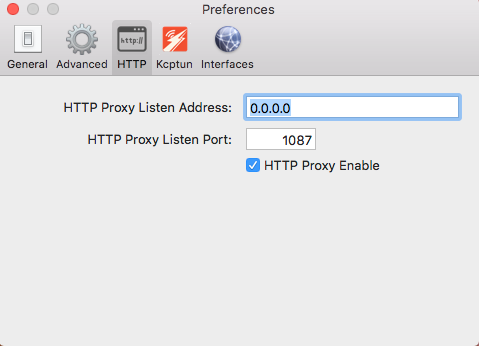 Preferences
http://
General Advanced HTTP Kcptun Interfaces
HTTP Proxy Listen Address: 0.0.0.0
HTTP Proxy Listen Port: 1087
HTTP Proxy Enable